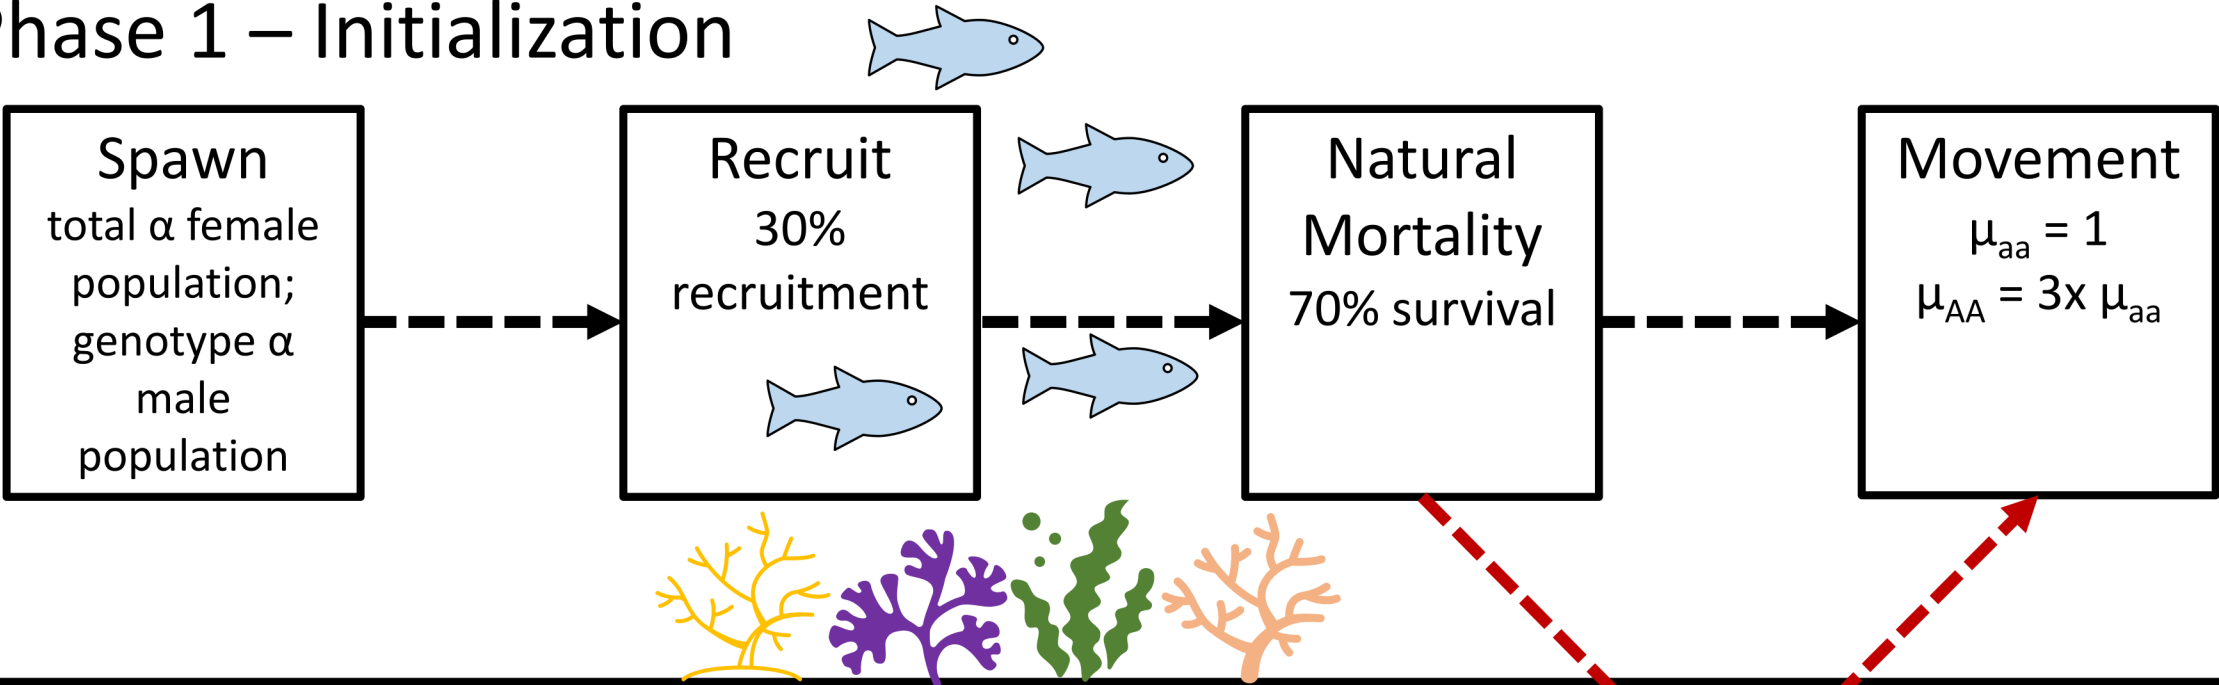 Phase 1 – Initialization
Spawn
total α female
population;
genotype α
male
population
Recruit
30%
recruitment
Natural
Mortality
70% survival
Movement
μaa = 1
μAA = 3x μaa